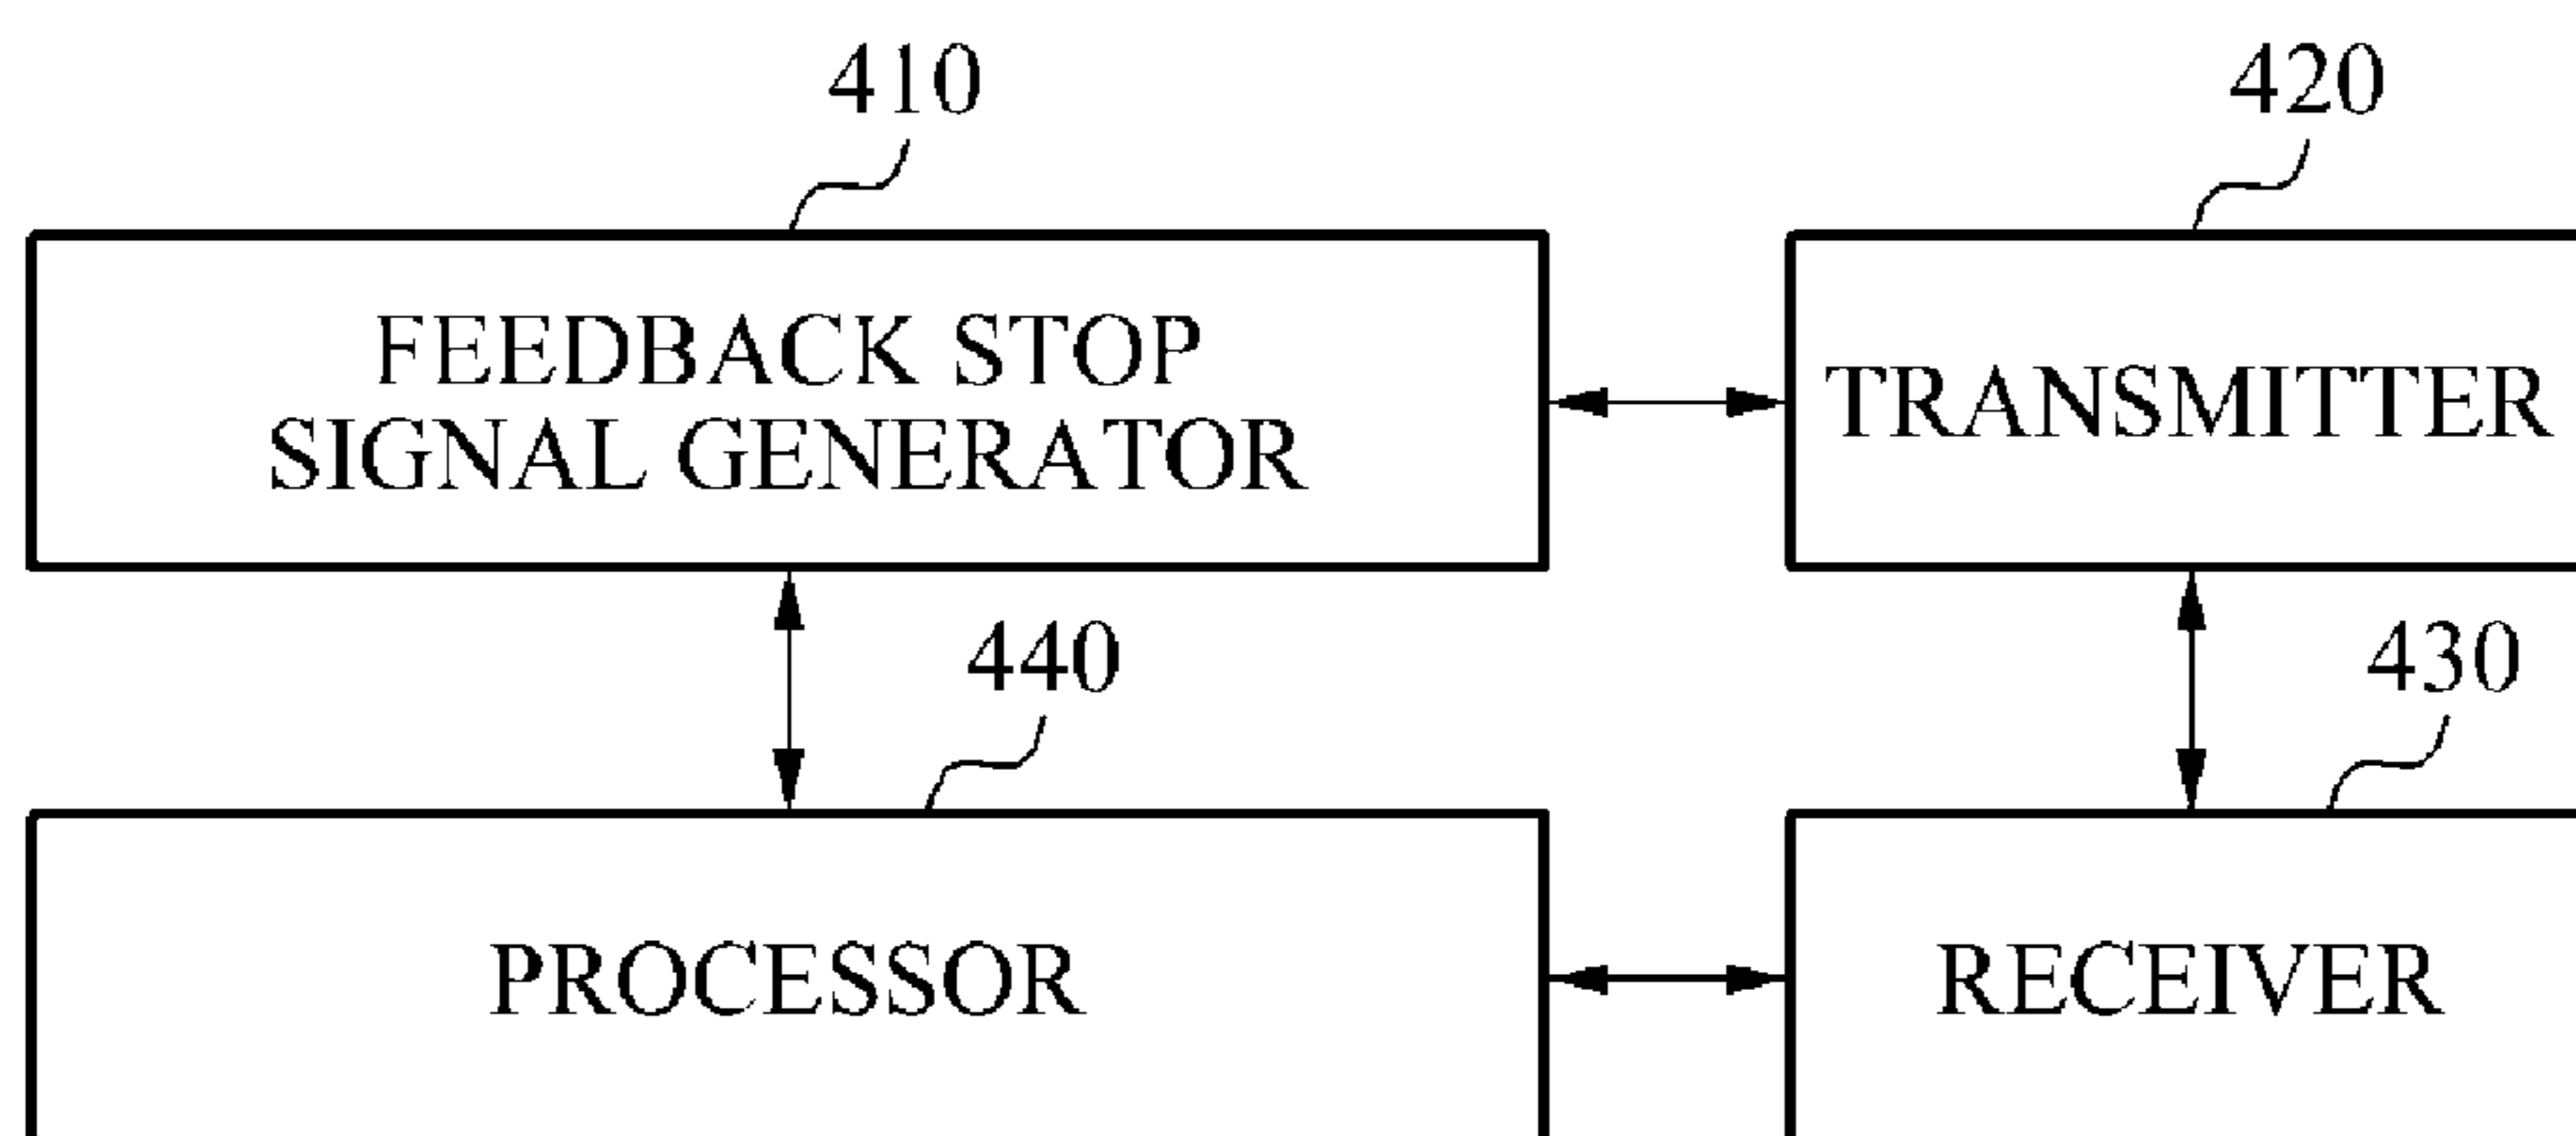 410
420
FEEDBACK STOP
SIGNAL GENERATOR
TRANSMITTER
440
430
PROCESSOR
RECEIVER